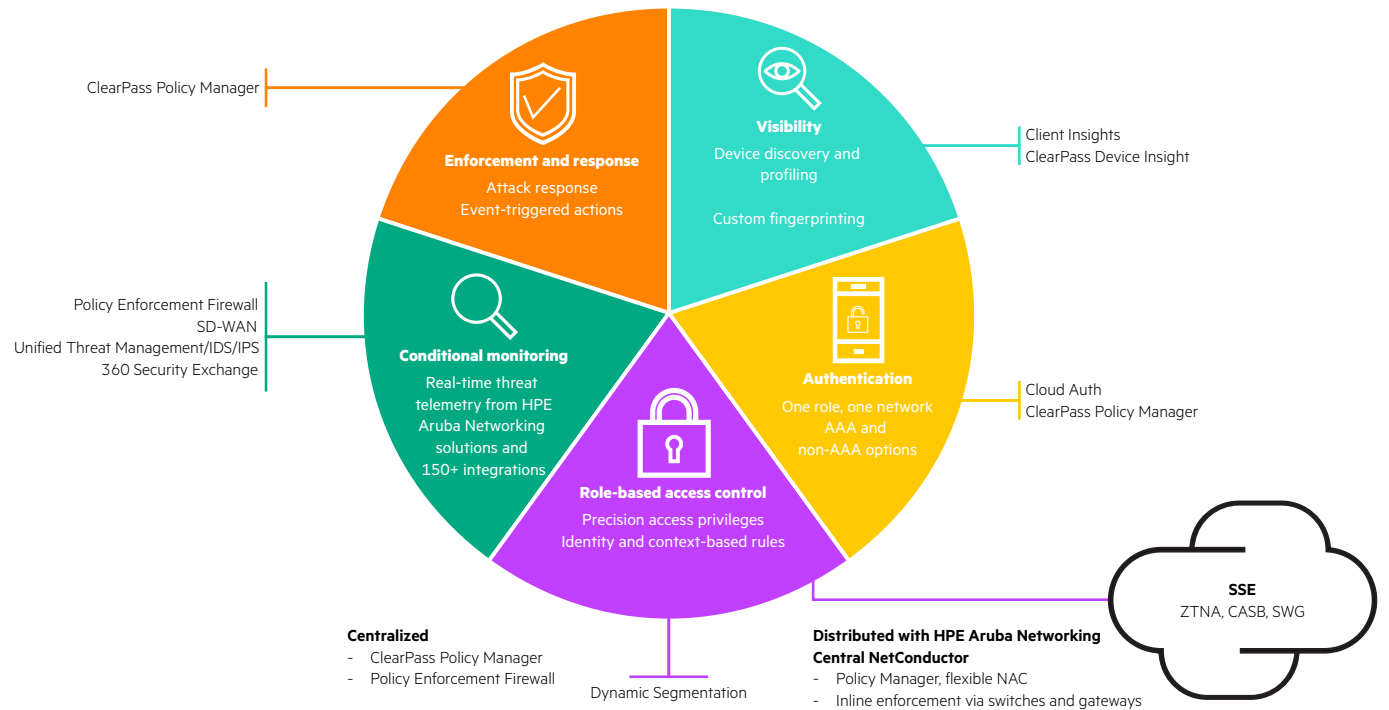 ClearPass Policy Manager
Enforcement and response
Attack response
Event-triggered actions
Visibility
Device discovery and
profiling
Custom fingerprinting
Client Insights
ClearPass Device Insight
Policy Enforcement Firewall
SD-WAN
Unified Threat Management/IDS/IPS
360 Security Exchange
Conditional monitoring
Real-time threat
telemetry from HPE
Aruba Networking
solutions and
150+ integrations
Authentication
One role, one network
AAA and
non-AAA options
Cloud Auth
ClearPass Policy Manager
Role-based access control
Precision access privileges
Identity and context-based rules
SSE
ZTNA, CASB, SWG
Centralized
- ClearPass Policy Manager
- Policy Enforcement Firewall
Dynamic Segmentation
Distributed with HPE Aruba Networking
Central NetConductor
- Policy Manager, flexible NAC
- Inline enforcement via switches and gateways